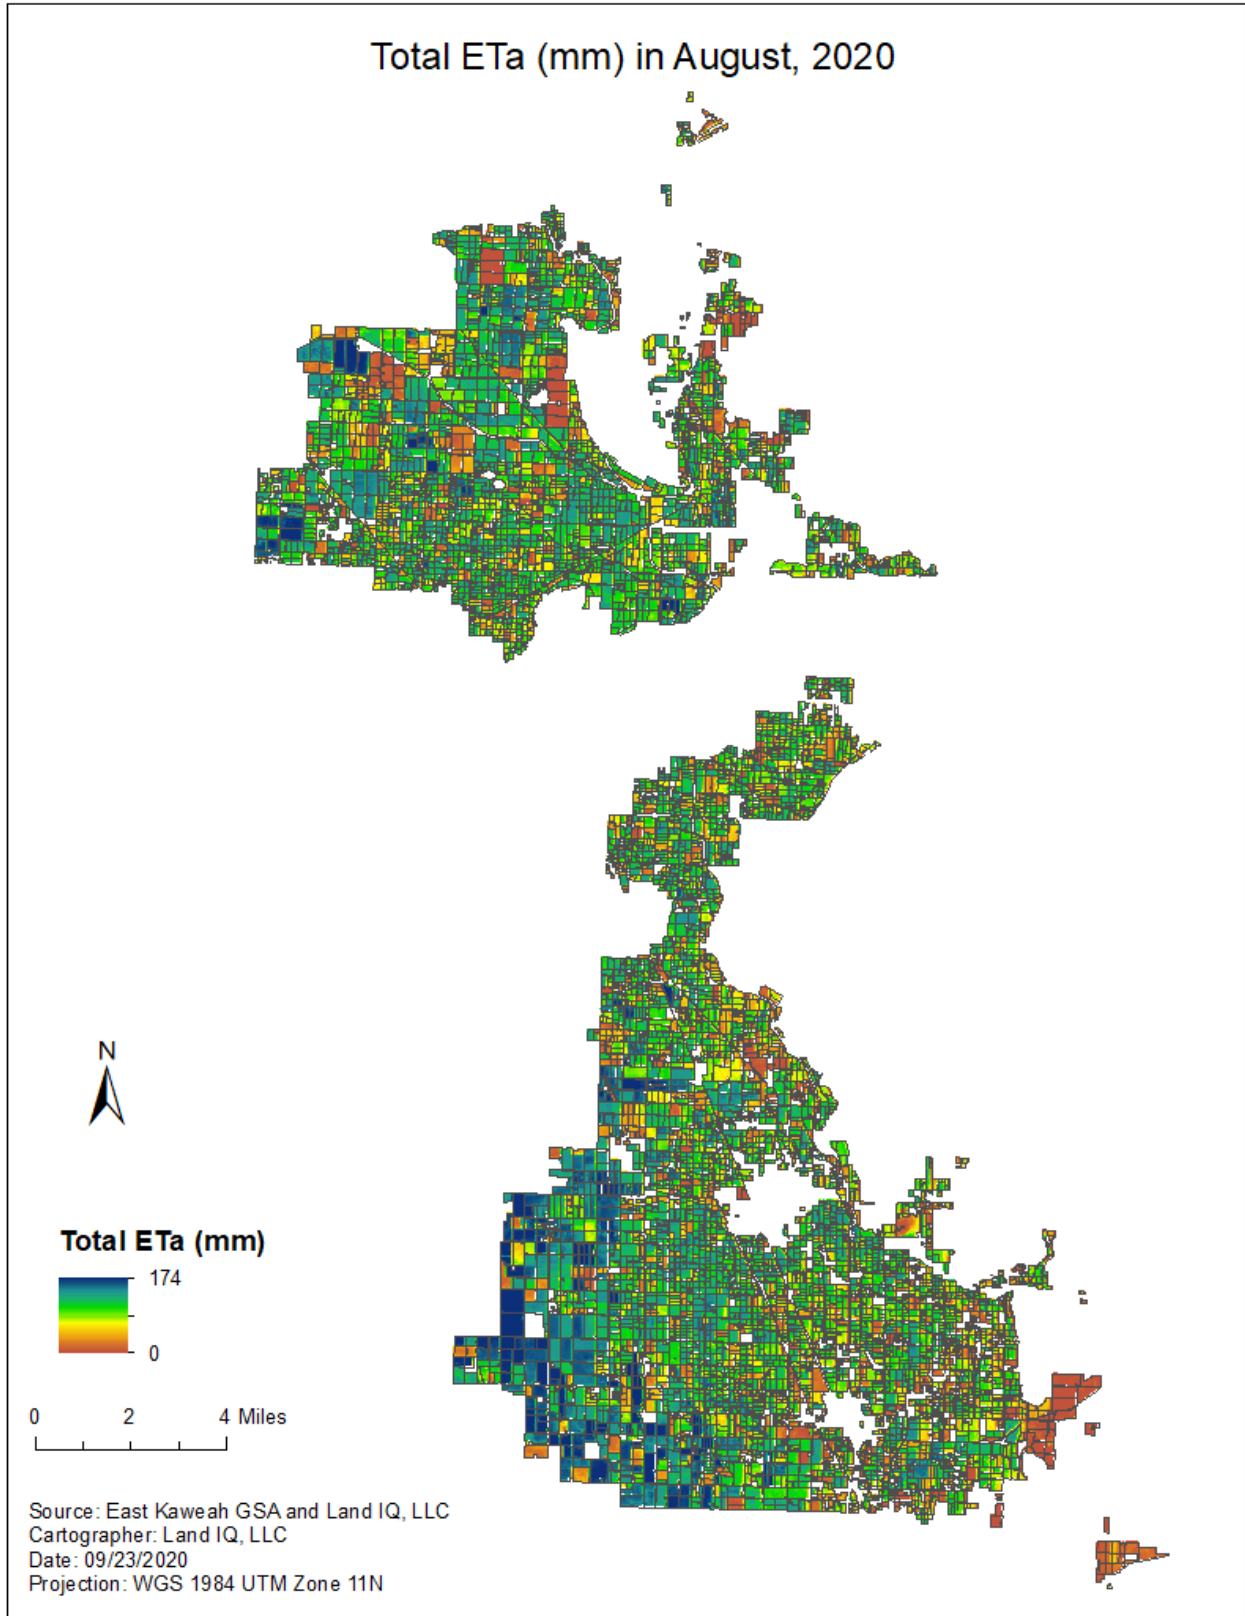 Total ETa (mm) in August, 2020
N
Total ETa (mm)
174
0
0 2 4 Miles
Source: East Kaweah GSA and Land IQ, LLC
Cartographer: Land IQ, LLC
Date: 09/23/2020
Projection: WGS 1984 UTM Zone 11N